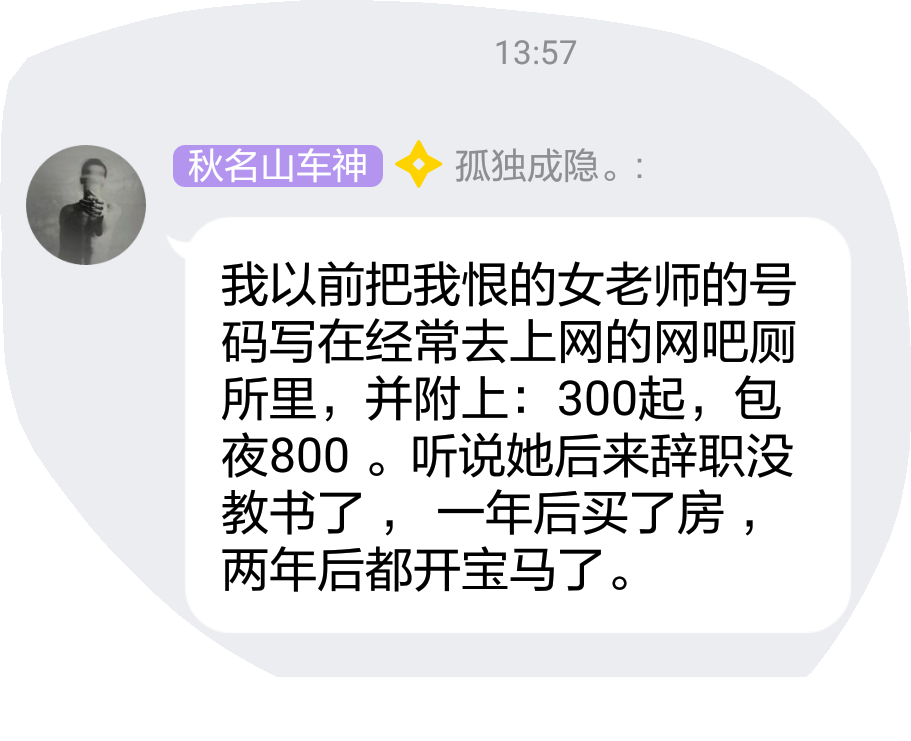 13:57
秋名山车神 孤独成隐。:
我以前把我恨的女老师的号
码写在经常去上网的网吧厕
所里，并附上：300起，包
夜800 。听说她后来辞职没
教书了 ， 一年后买了房 ，
两年后都开宝马了。